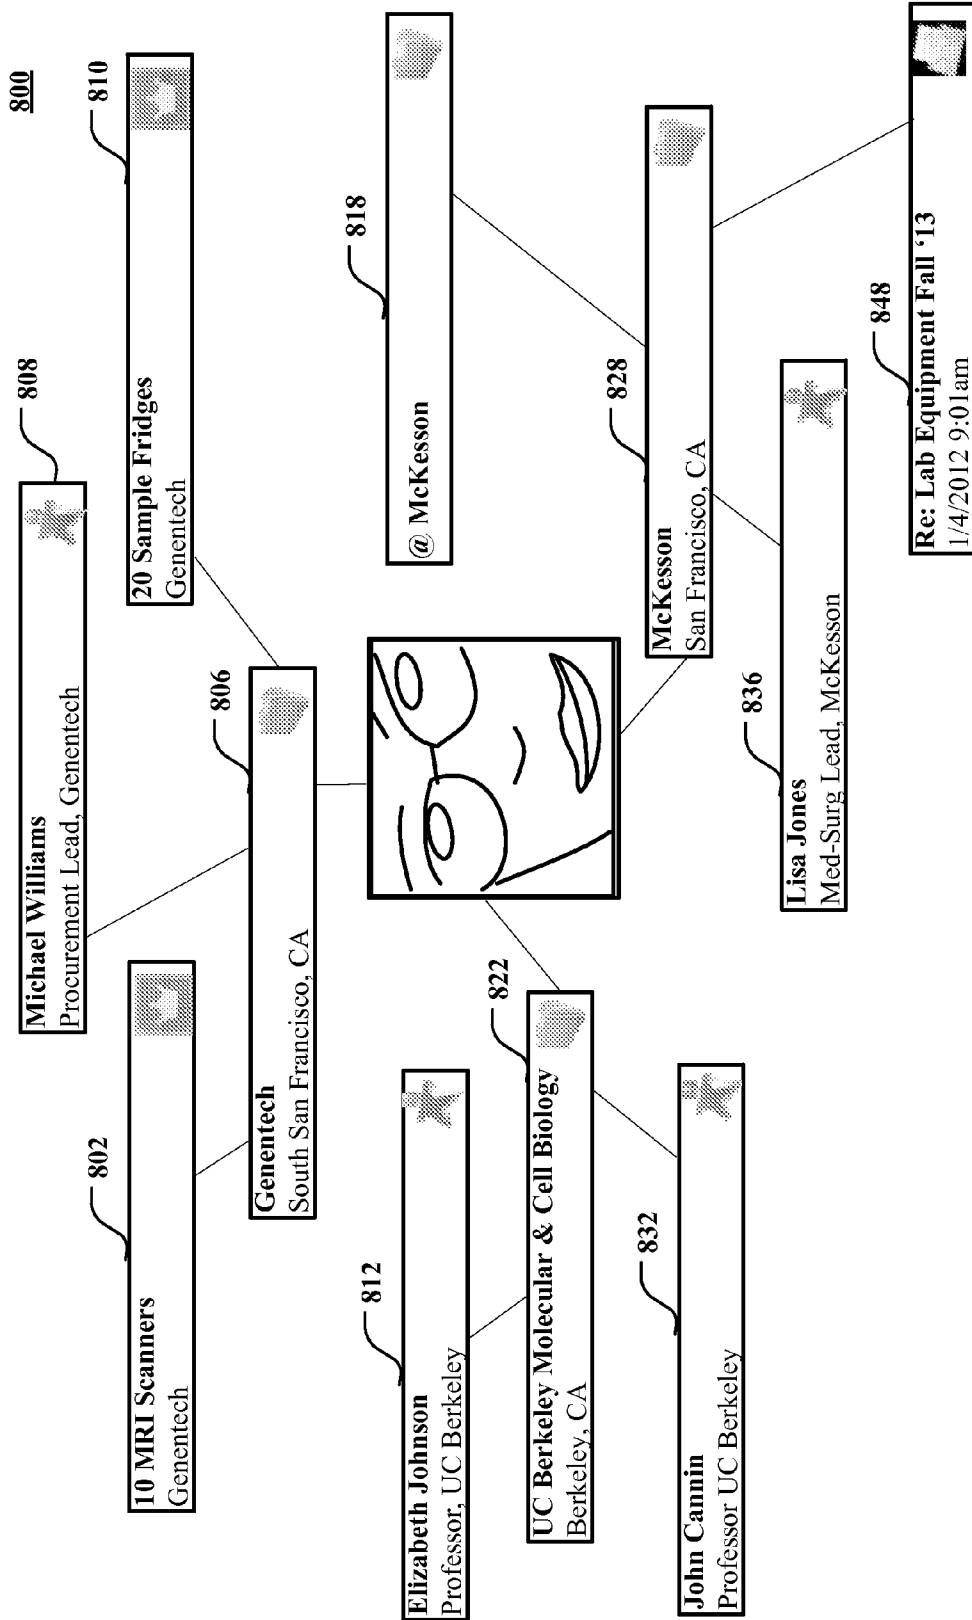 800
808
Michael Williams
Procurement Lead, Genentech
802
10 MRI Scanners
Genentech
810
20 Sample Fridges
Genentech
806
Genentech
South San Francisco, CA
812
Elizabeth Johnson
Professor, UC Berkeley
818
@ McKesson
822
UC Berkeley Molecular & Cell Biology
Berkeley, CA
828
McKesson
San Francisco, CA
832
John Cannin
Professor UC Berkeley
836
Lisa Jones
Med-Surg Lead, McKesson
848
Re: Lab Equipment Fall ‘13
1/4/2012 9:01am